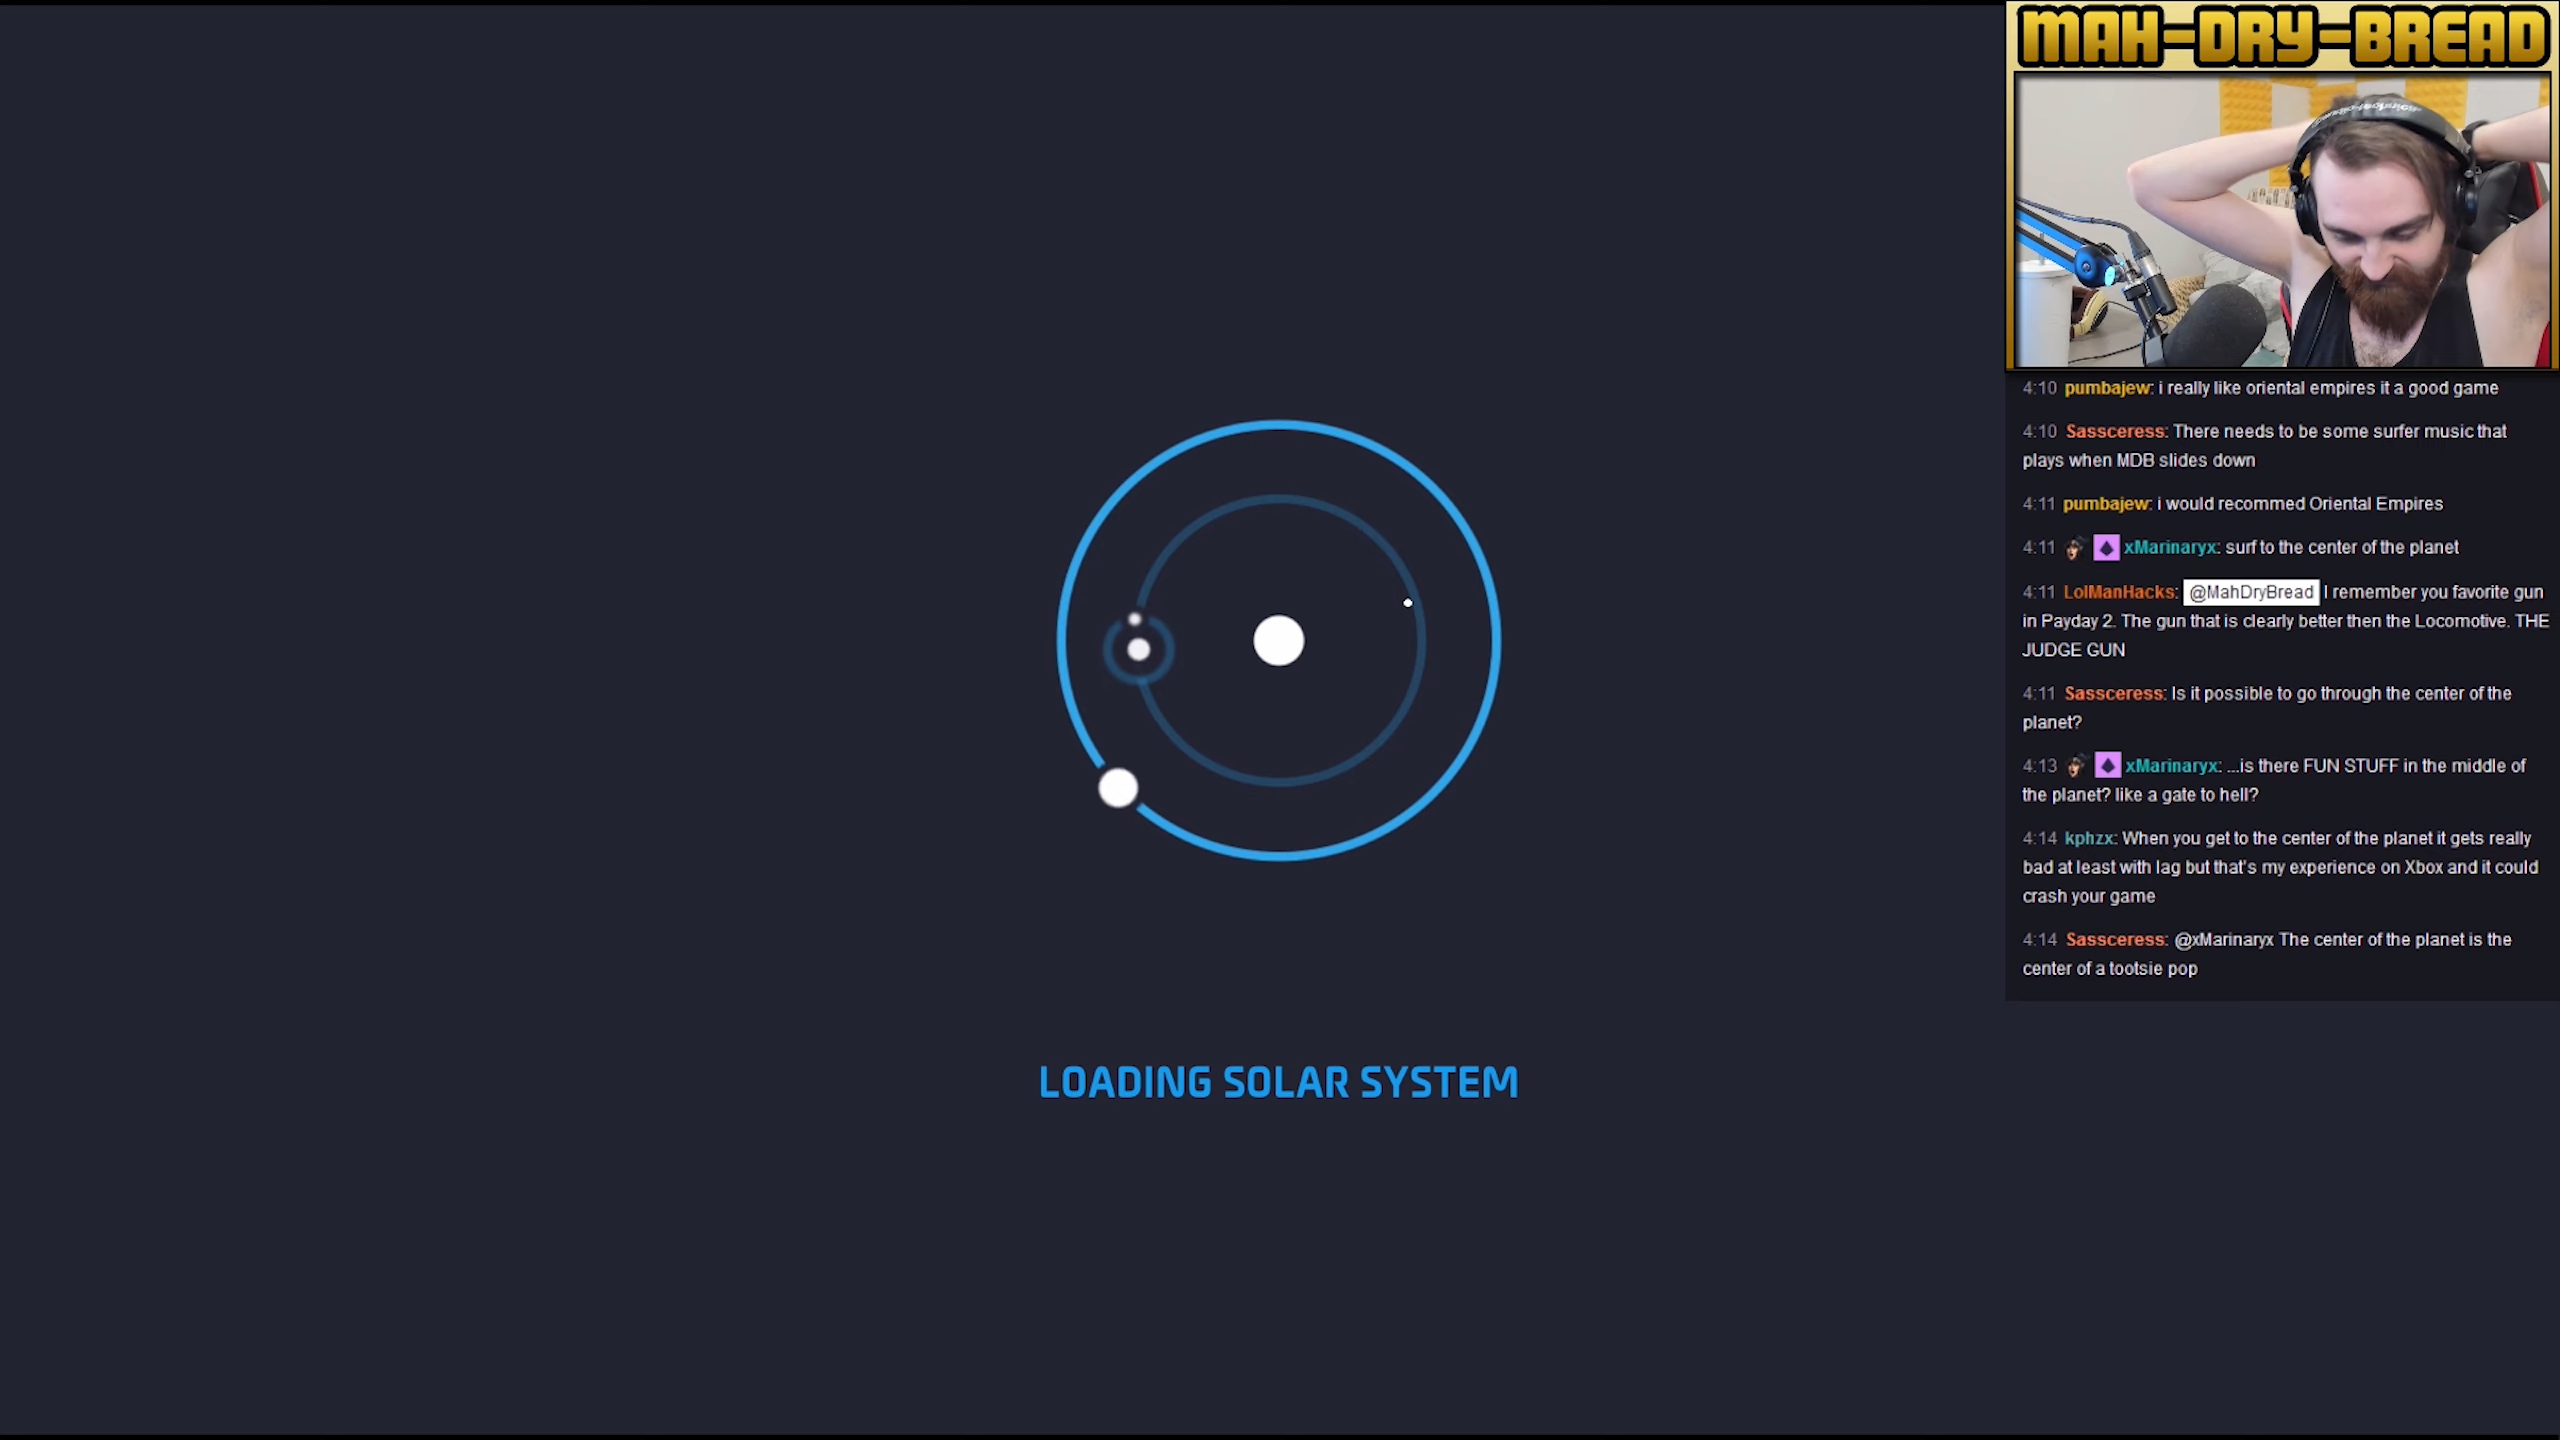 MAH-DRY-BREAD
4:10 pumbajew: i really like oriental empires it a good game
4:10 Sassceress: There needs to be some surfer music that
plays when MDB slides down
4:11 pumbajew: i would recommed Oriental Empires
4:11 xMarinaryx: surf to the center of the planet
4:11 LolManHacks: @MahDryBread I remember you favorite gun
in Payday 2. The gun that is clearly better then the Locomotive. THE
JUDGE GUN
4:11 Sassceress: Is it possible to go through the center of the
planet?
4:13 xMarinaryx: ...is there FUN STUFF in the middle of
the planet? like a gate to hell?
4:14 kphzx: When you get to the center of the planet it gets really
bad at least with lag but that's my experience on Xbox and it could
crash your game
4:14 Sassceress: @xMarinaryx The center of the planet is the
center of a tootsie pop
LOADING SOLAR SYSTEM